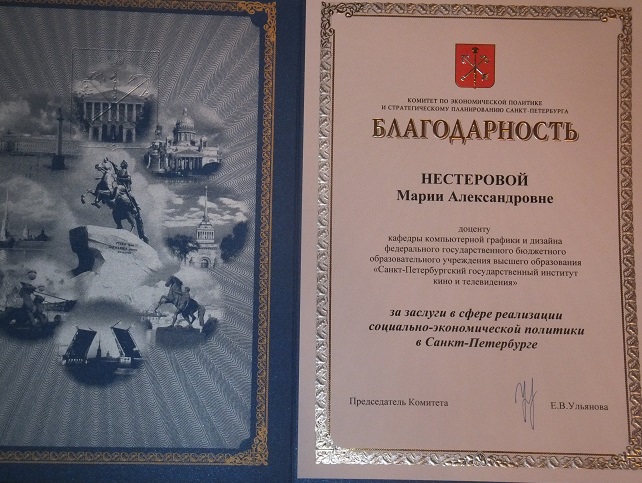 КОМИТЕТ ПО ЭКОНОМИЧЕСКОЙ ПОЛИТИКЕ
И СТРАТЕГИЧЕСКОМУ ПЛАНИРОВАНИЮ САНКТ-ПЕТЕРБУРГА
БЛАГОДАРНОСТЬ
НЕСТЕРОВОЙ
Марии Александровне
доценту
кафедры компьютерной графики и дизайна
федерального государственного бюджетного
образовательного учреждения высшего образования
«Санкт-Петербургский государственный институт
кино и телевидения»
за заслуги в сфере реализации
социально-экономической политики
в Санкт-Петербурге
Председатель Комитета
Е.В.Ульянова